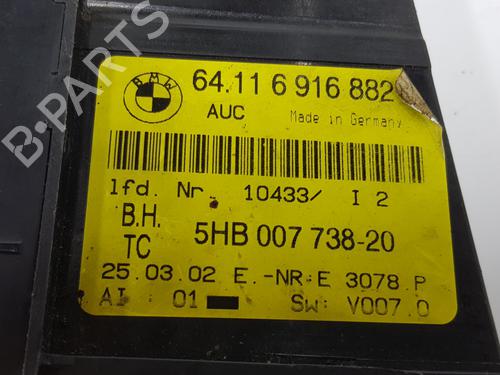 BMW
64.11 6 916 882
AUC Made in Germany
lfd. Nr. 10433/ I 2
B.H.
TC 5HB 007 738-20
25.03.02 E.-NR:E 3078.P
AI : 01 Sw: V007.0
B-PARTS